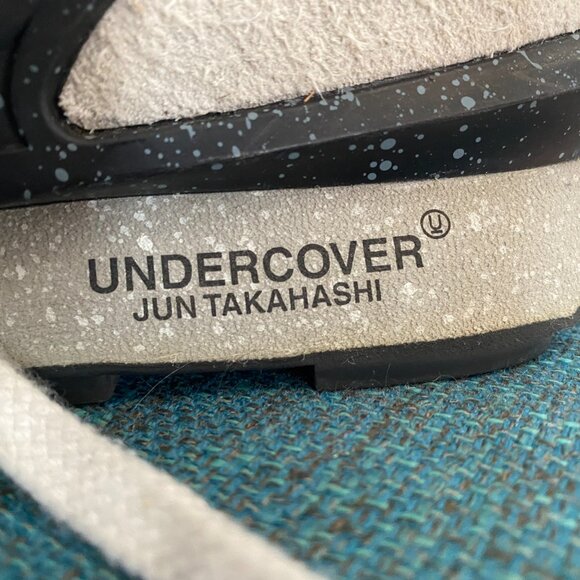 UNDERCOVER Ⓤ
JUN TAKAHASHI